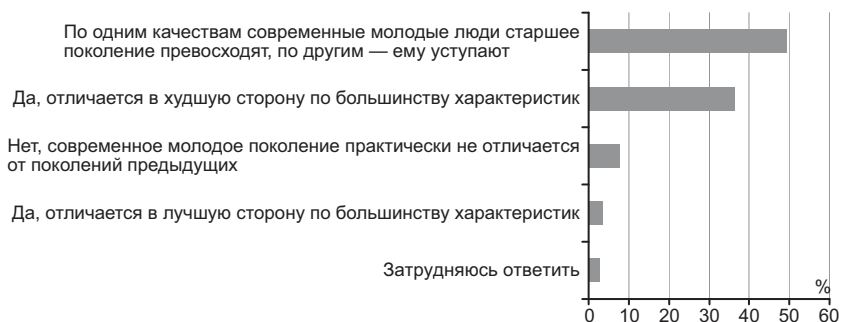 По одним качествам современные молодые люди старшее
поколение превосходят, по другим — ему уступают
Да, отличается в худшую сторону по большинству характеристик
Нет, современное молодое поколение практически не отличается
от поколений предыдущих
Да, отличается в лучшую сторону по большинству характеристик
Затрудняюсь ответить
%
0 10 20 30 40 50 60